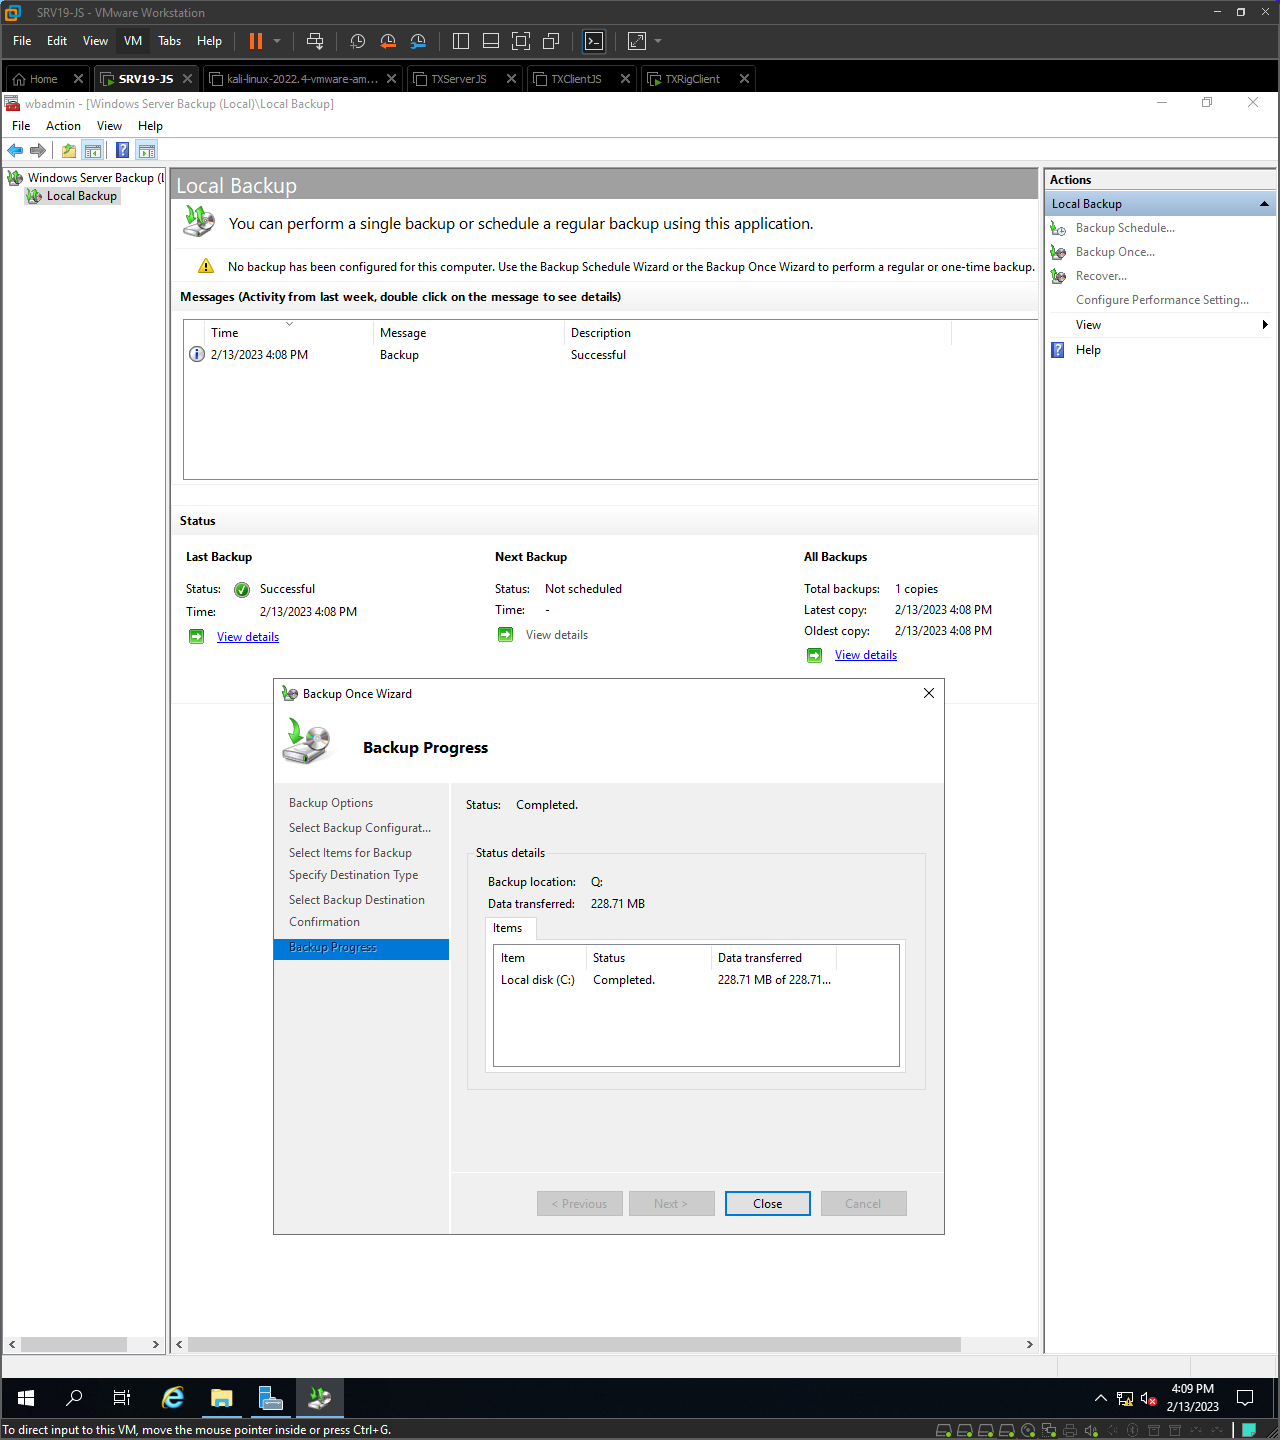 SRV19-JS - VMware Workstation
File Edit View VM Tabs Help
Home SRV19-JS kali-linux-2022.4-vmware-am... TXServerJS TXClientJS TXRigClient
wbadmin - [Windows Server Backup (Local)\Local Backup]
File Action View Help
Windows Server Backup (L
Local Backup
Local Backup
You can perform a single backup or schedule a regular backup using this application.
No backup has been configured for this computer. Use the Backup Schedule Wizard or the Backup Once Wizard to perform a regular or one-time backup.
Messages (Activity from last week, double click on the message to see details)
Time Message Description
2/13/2023 4:08 PM Backup Successful
Status
Last Backup
Status: Successful
Time: 2/13/2023 4:08 PM
View details
Next Backup
Status: Not scheduled
Time: -
View details
All Backups
Total backups: 1 copies
Latest copy: 2/13/2023 4:08 PM
Oldest copy: 2/13/2023 4:08 PM
View details
Actions
Local Backup
Backup Schedule...
Backup Once...
Recover...
Configure Performance Setting...
View
Help
Backup Once Wizard
Backup Progress
Backup Options
Select Backup Configurat...
Select Items for Backup
Specify Destination Type
Select Backup Destination
Confirmation
Backup Progress
Status: Completed.
Status details
Backup location: Q:
Data transferred: 228.71 MB
Items
Item Status Data transferred
Local disk (C:) Completed. 228.71 MB of 228.71...
< Previous Next > Close Cancel
4:09 PM
2/13/2023
To direct input to this VM, move the mouse pointer inside or press Ctrl+G.